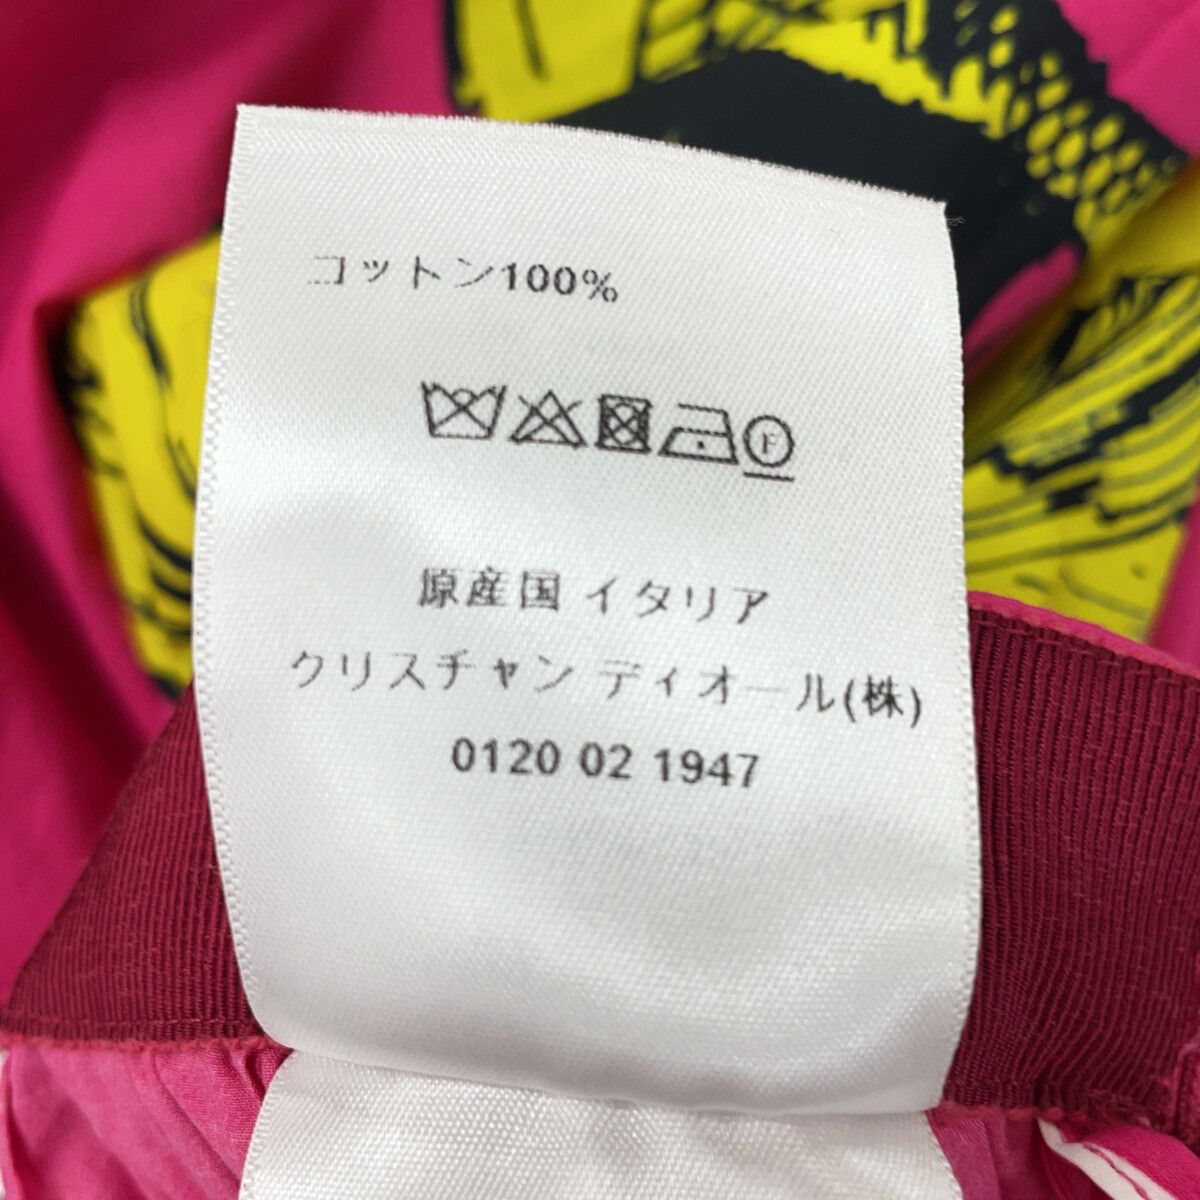 コットン100%
F
原産国 イタリア
クリスチャン ディオール(株)
0120 02 1947